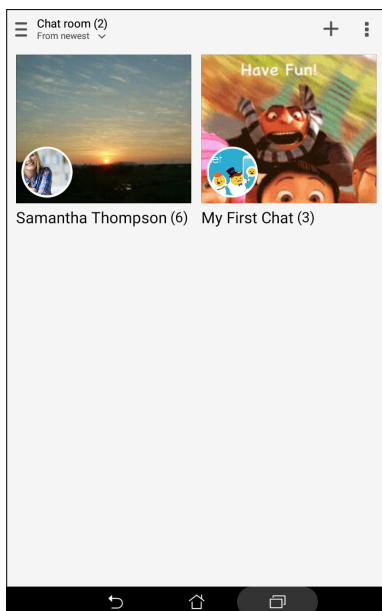 Chat room (2)
From newest
Have Fun!
Samantha Thompson (6)
My First Chat (3)